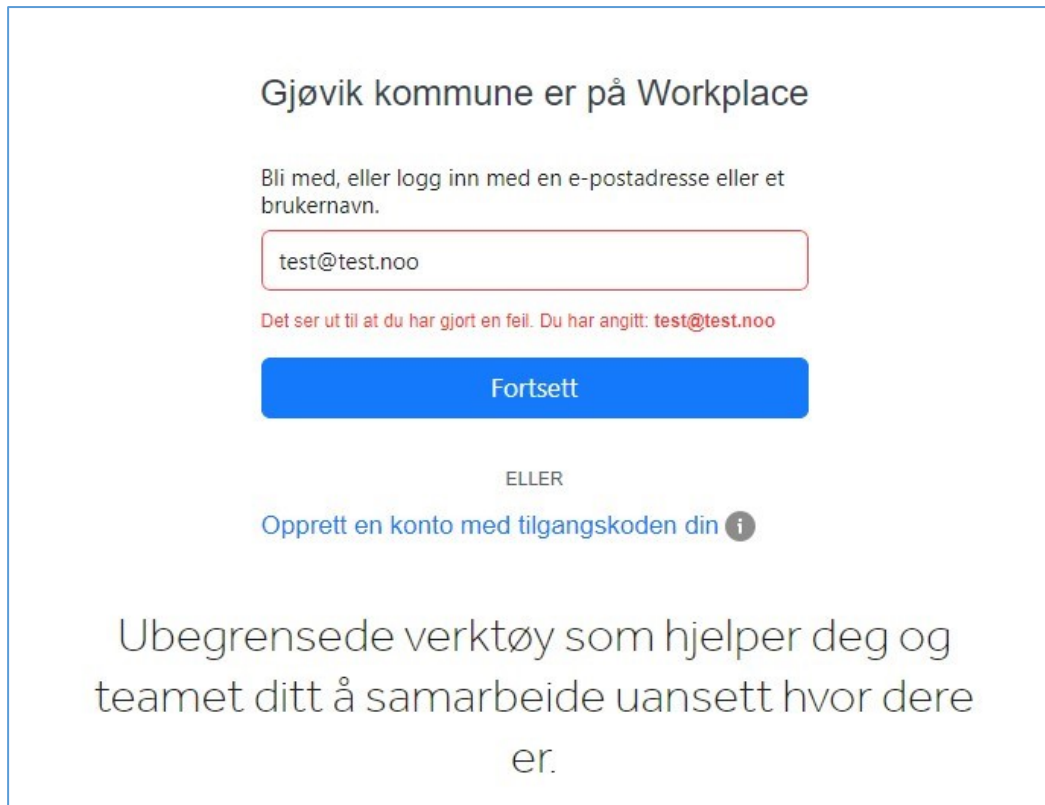 Gjøvik kommune er på Workplace
Bli med, eller logg inn med en e-postadresse eller et
brukernavn.
test@test.noo
Det ser ut til at du har gjort en feil. Du har angitt: test@test.noo
Fortsett
ELLER
Opprett en konto med tilgangskoden din i
Ubegrensede verktøy som hjelper deg og
teamet ditt å samarbeide uansett hvor dere
er.